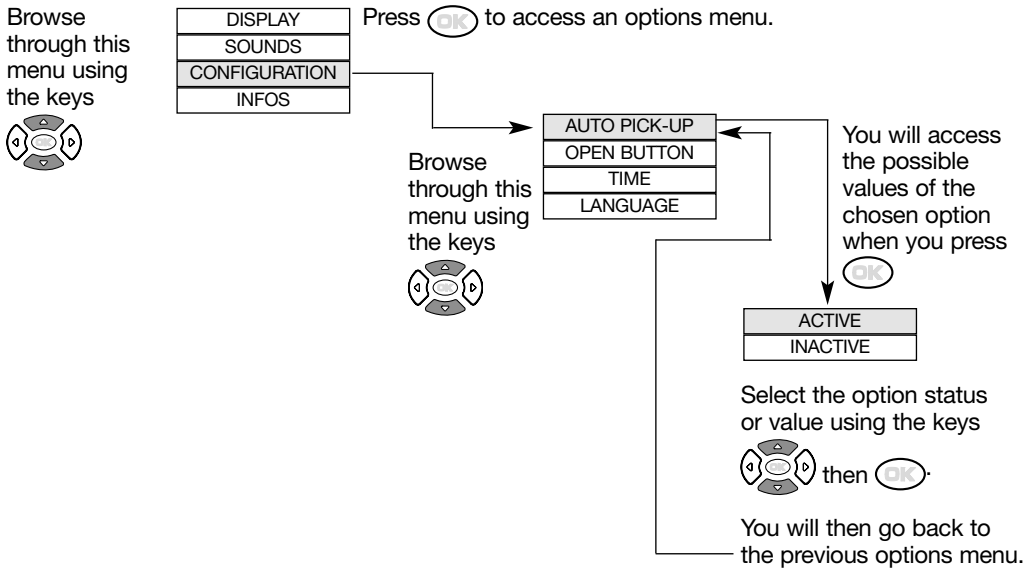 Browse
through this
menu using
the keys
OK
DISPLAY
SOUNDS
CONFIGURATION
INFOS
Press OK to access an options menu.
Browse
through this
menu using
the keys
OK
AUTO PICK-UP
OPEN BUTTON
TIME
LANGUAGE
You will access
the possible
values of the
chosen option
when you press
OK
ACTIVE
INACTIVE
Select the option status
or value using the keys
OK then OK.
You will then go back to
the previous options menu.